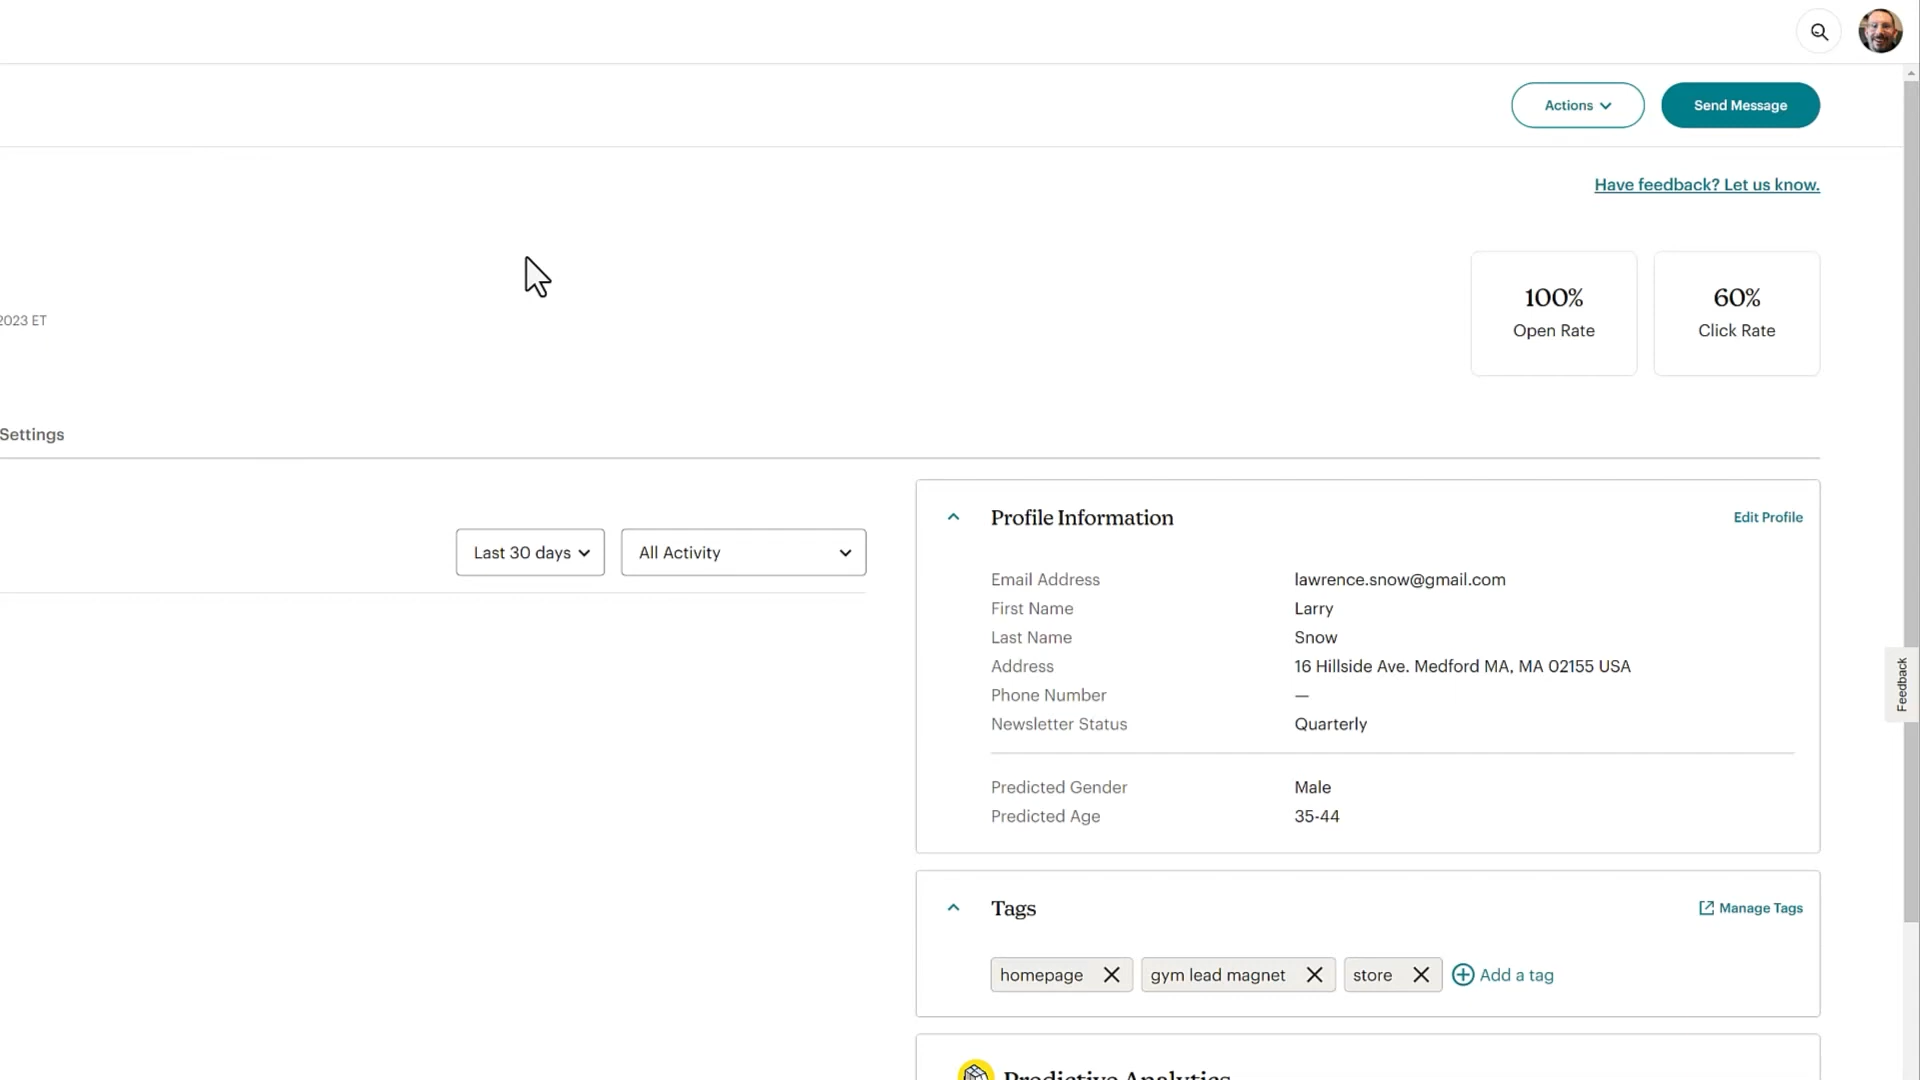 Actions
Send Message
Have feedback? Let us know.
100%
Open Rate
60%
Click Rate
2023 ET
Settings
Last 30 days
All Activity
Profile Information
Edit Profile
Email Address lawrence.snow@gmail.com
First Name Larry
Last Name Snow
Address 16 Hillside Ave. Medford MA, MA 02155 USA
Phone Number —
Newsletter Status Quarterly
Predicted Gender Male
Predicted Age 35-44
Feedback
Tags
Manage Tags
homepage gym lead magnet store Add a tag
Predictive Analytics